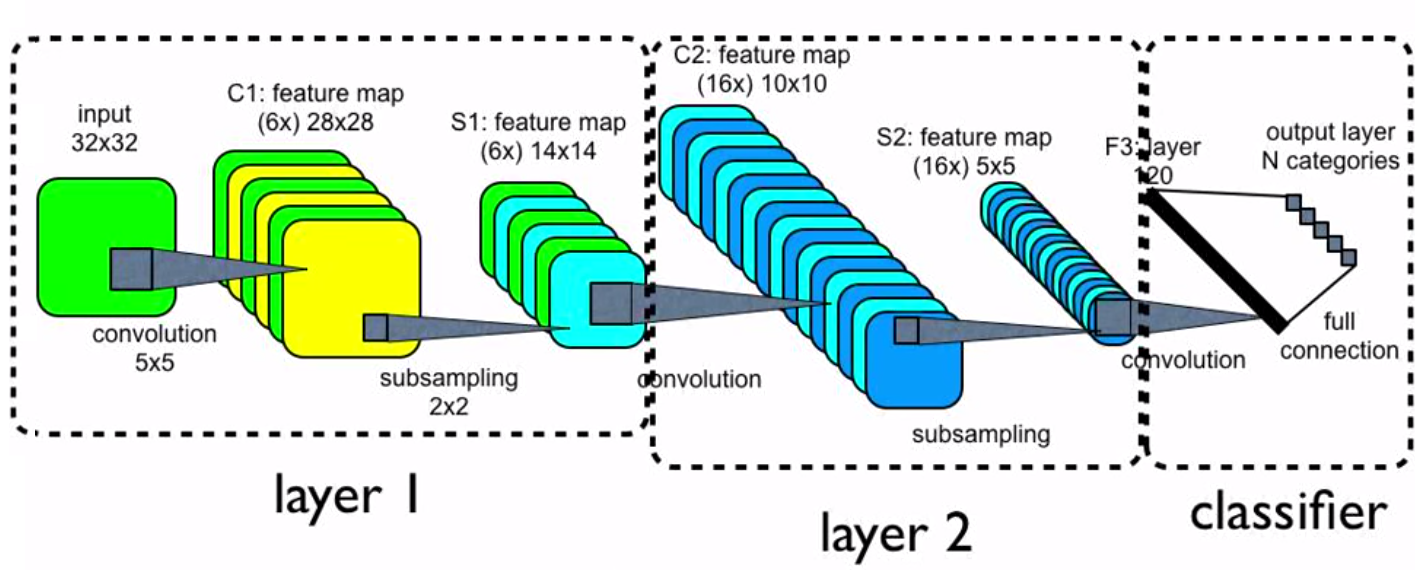 input
32x32
convolution
5x5
C1: feature map
(6x) 28x28
subsampling
2x2
S1: feature map
(6x) 14x14
convolution
C2: feature map
(16x) 10x10
subsampling
S2: feature map
(16x) 5x5
convolution
F3: layer
120
output layer
N categories
full
connection
layer 1
layer 2
classifier